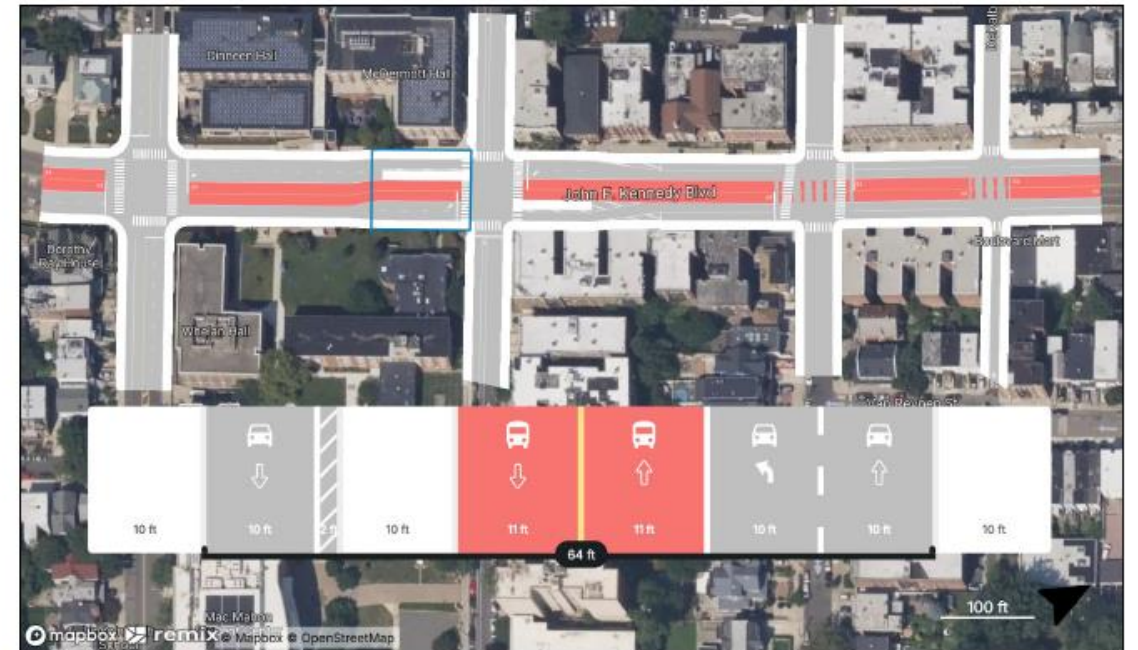 Dinneen Hall
McDermott Hall
John F. Kennedy Blvd
Boulevard Mart
Whelan Hall
10 ft
10 ft
2 ft
10 ft
11 ft
11 ft
10 ft
10 ft
10 ft
64 ft
100 ft
Mac Mahon
mapbox remix © Mapbox © OpenStreetMap